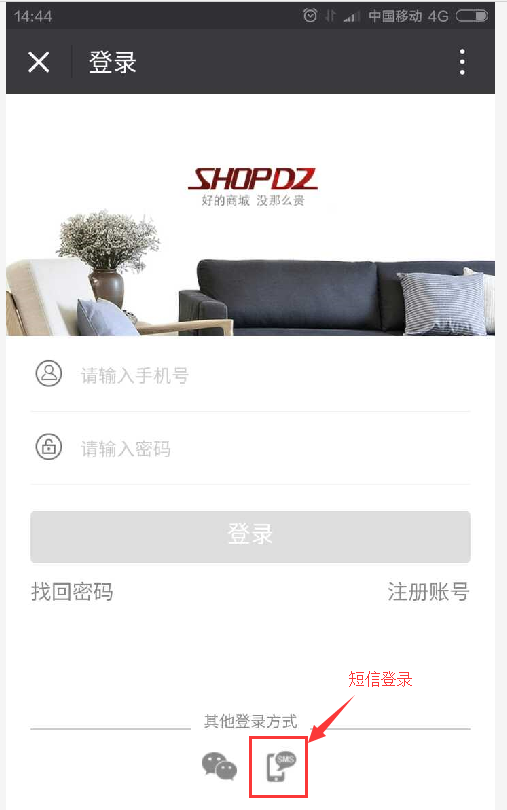 14:44 中国移动 4G
登录
SHOPDZ
好的商城 没那么贵
请输入手机号
请输入密码
登录
找回密码 注册账号
短信登录
其他登录方式
SMS